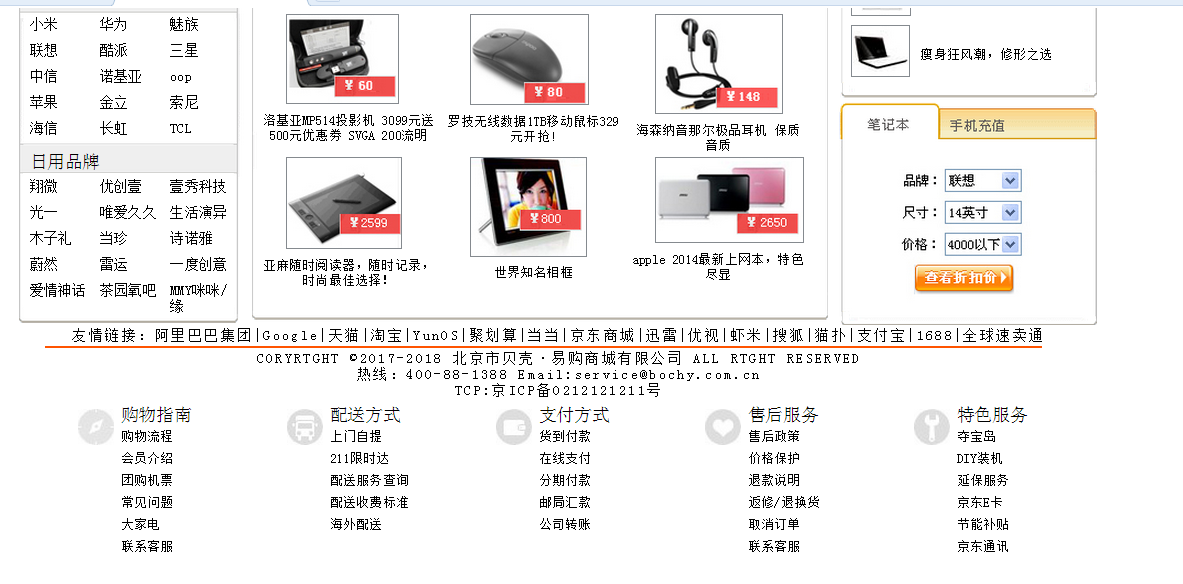 小米 华为 魅族
联想 酷派 三星
中信 诺基亚 oop
苹果 金立 索尼
海信 长虹 TCL
日用品牌
翔微 优创壹 壹秀科技
光一 唯爱久久 生活演异
木子礼 当珍 诗诺雅
蔚然 雷运 一度创意
爱情神话 茶园氧吧 MMY咪咪/
缘
¥ 60
洛基亚MP514投影机 3099元送
500元优惠券 SVGA 200流明
¥ 80
罗技无线数据1TB移动鼠标329
元开抢!
¥ 148
海森纳音那尔极品耳机 保质
音质
¥ 2599
亚麻随时阅读器，随时记录，
时尚最佳选择！
¥800
世界知名相框
¥ 2650
apple 2014最新上网本，特色
尽显
瘦身狂风潮，修形之选
笔记本 手机充值
品牌： 联想
尺寸： 14英寸
价格： 4000以下
查看折扣价
友情链接：阿里巴巴集团|Google|天猫|淘宝|YunOS|聚划算|当当|京东商城|迅雷|优视|虾米|搜狐|猫扑|支付宝|1688|全球速卖通
CORYRTGHT ©2017-2018 北京市贝壳·易购商城有限公司 ALL RTGHT RESERVED
热线：400-88-1388 Email:service@bochy.com.cn
TCP:京ICP备0212121211号
购物指南
购物流程
会员介绍
团购机票
常见问题
大家电
联系客服
配送方式
上门自提
211限时达
配送服务查询
配送收费标准
海外配送
支付方式
货到付款
在线支付
分期付款
邮局汇款
公司转账
售后服务
售后政策
价格保护
退款说明
返修/退换货
取消订单
联系客服
特色服务
夺宝岛
DIY装机
延保服务
京东E卡
节能补贴
京东通讯